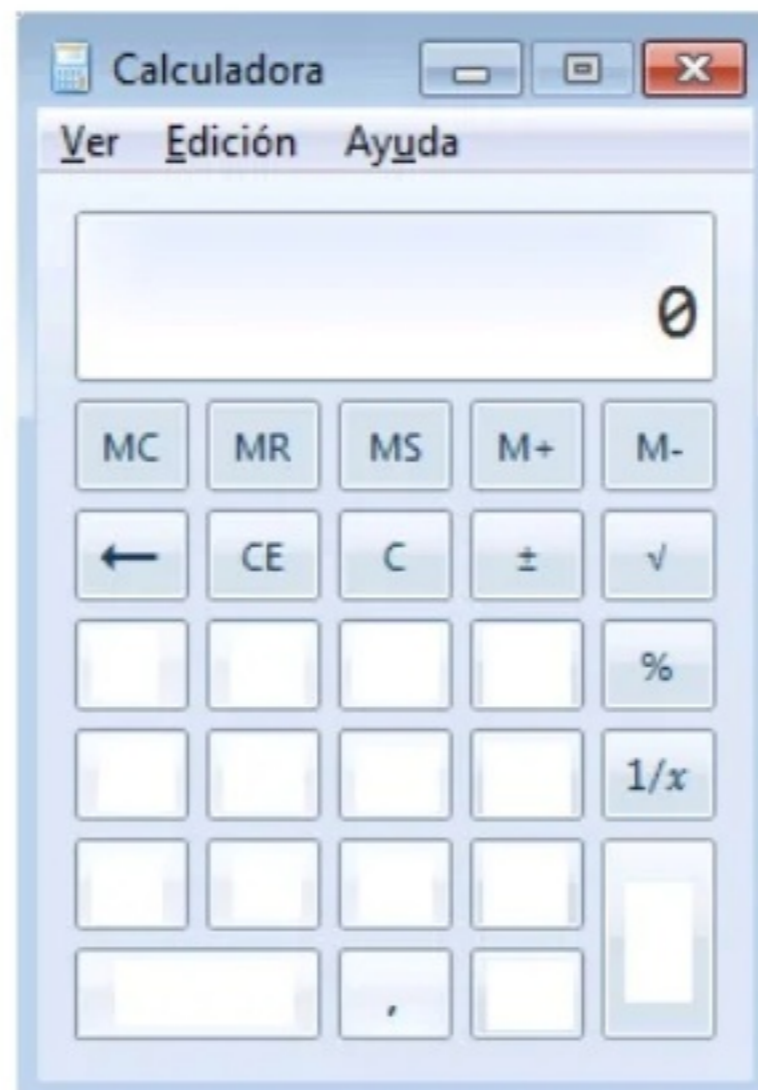 Calculadora
Ver Edición Ayuda
0
MC MR MS M+ M-
← CE C ± √
%
1/x
,